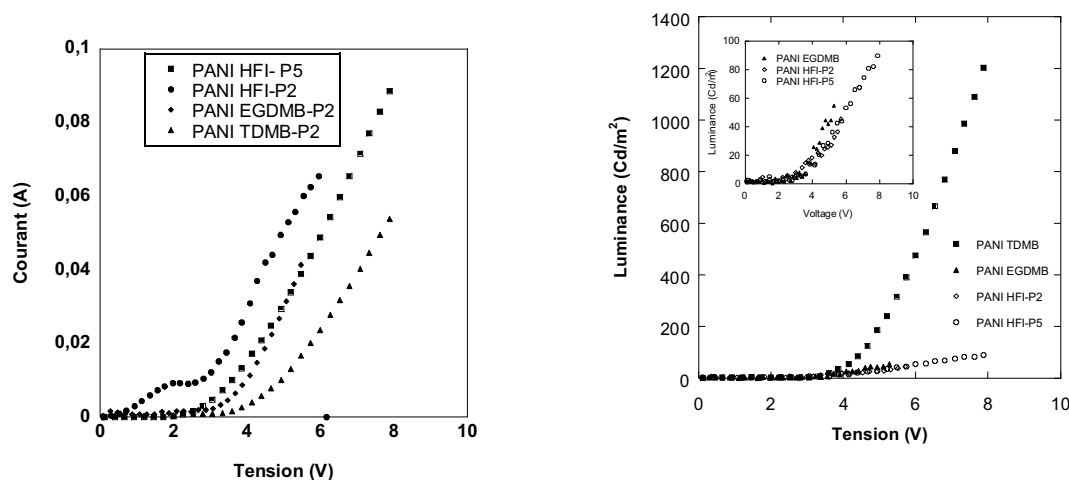 0,1
0,08
0,06
0,04
0,02
0
0 2 4 6 8 10
Courant (A)
Tension (V)
PANI HFI- P5
PANI HFI-P2
PANI EGDMB-P2
PANI TDMB-P2
1400
1200
1000
800
600
400
200
0
0 2 4 6 8 10
Luminance (Cd/m²)
Tension (V)
100
80
60
40
20
0
0 2 4 6 8 10
Luminance (Cd/m²)
Voltage (V)
PANI EGDMB
PANI HFI-P2
PANI HFI-P5
PANI TDMB
PANI EGDMB
PANI HFI-P2
PANI HFI-P5